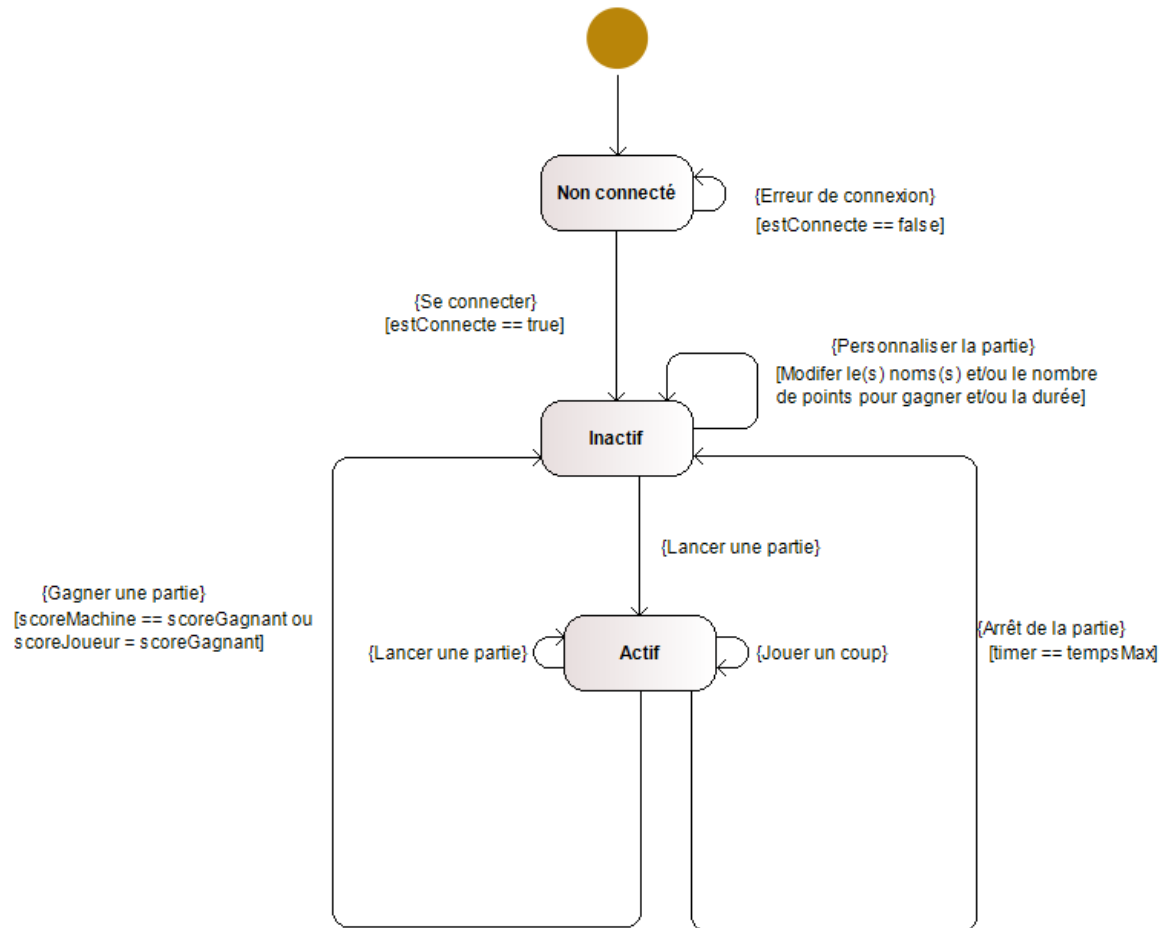 Non connecté
{Erreur de connexion}
[estConnecte == false]
{Se connecter}
[estConnecte == true]
{Personnaliser la partie}
[Modifer le(s) noms(s) et/ou le nombre
de points pour gagner et/ou la durée]
Inactif
{Lancer une partie}
{Gagner une partie}
[scoreMachine == scoreGagnant ou
scoreJoueur = scoreGagnant]
{Lancer une partie}
Actif
{Jouer un coup}
{Arrêt de la partie}
[timer == tempsMax]